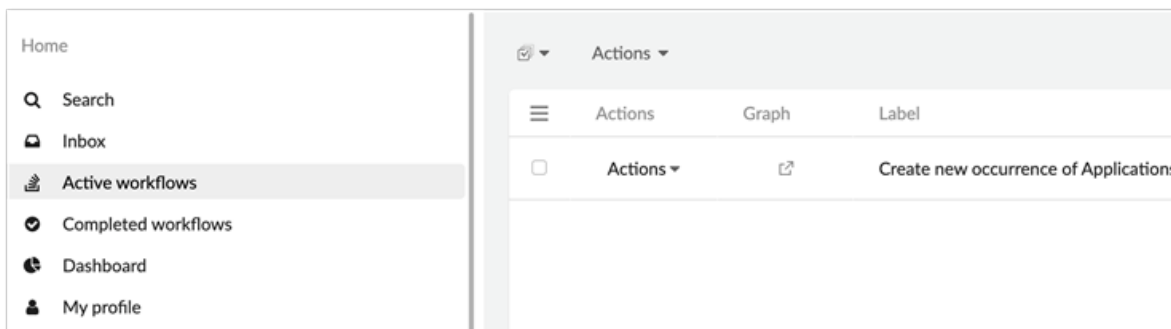 Home
Search
Inbox
Active workflows
Completed workflows
Dashboard
My profile
Actions
Actions Graph Label
Actions Create new occurrence of Applications